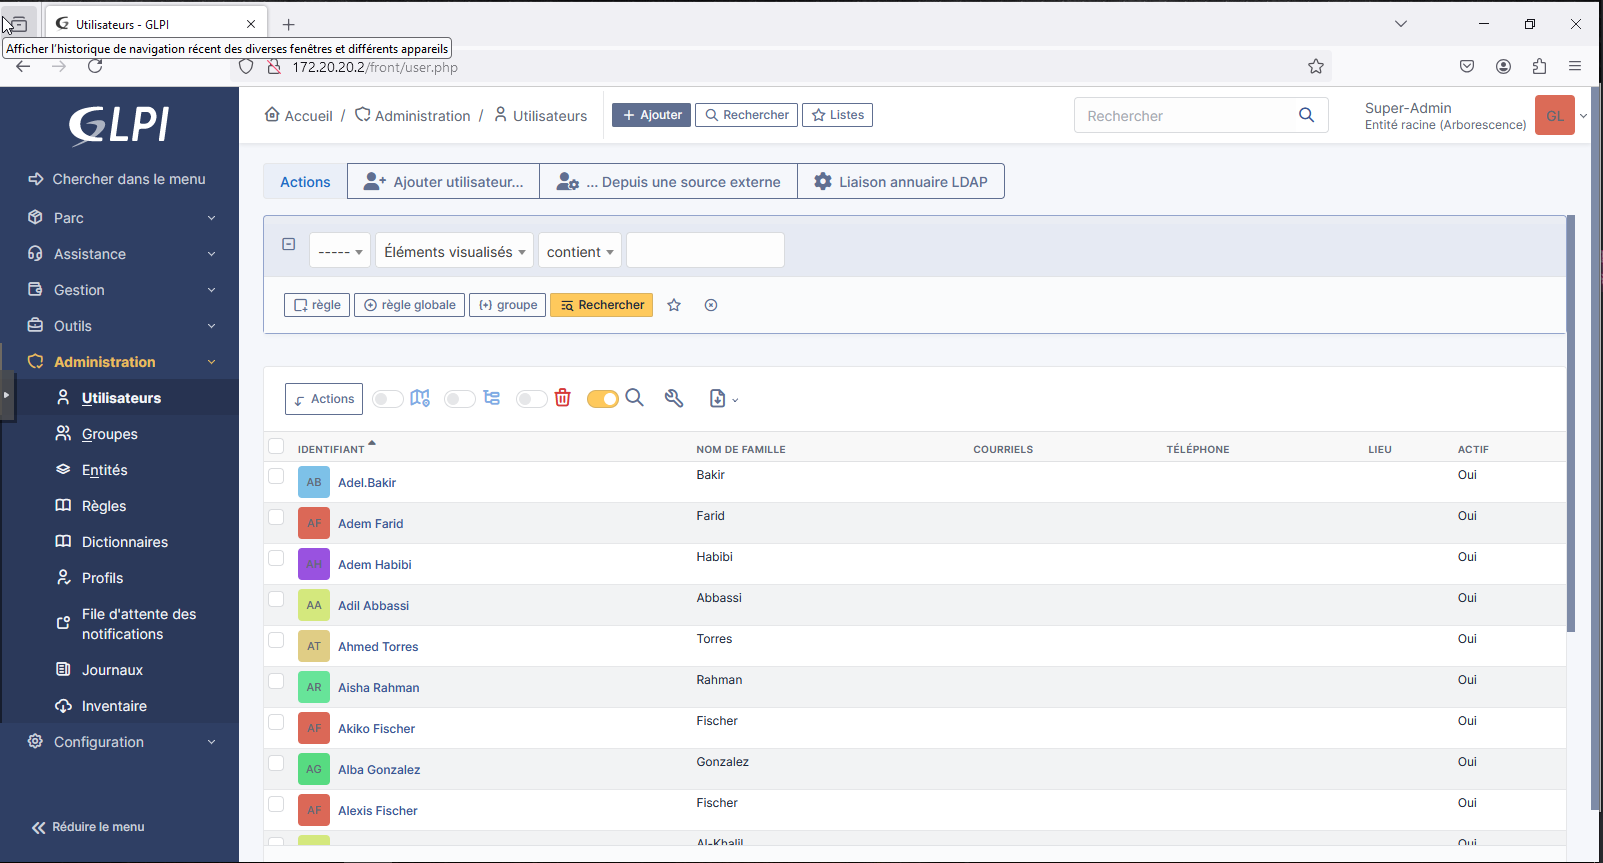 Utilisateurs - GLPI
Afficher l'historique de navigation récent des diverses fenêtres et différents appareils
172.20.20.2/front/user.php
GLPI
Accueil / Administration / Utilisateurs
Ajouter
Rechercher
Listes
Rechercher
Super-Admin
Entité racine (Arborescence)
GL
Chercher dans le menu
Parc
Assistance
Gestion
Outils
Administration
Utilisateurs
Groupes
Entités
Règles
Dictionnaires
Profils
File d'attente des
notifications
Journaux
Inventaire
Configuration
Réduire le menu
Actions
Ajouter utilisateur...
... Depuis une source externe
Liaison annuaire LDAP
-----
Éléments visualisés
contient
règle
règle globale
groupe
Rechercher
Actions
IDENTIFIANT NOM DE FAMILLE COURRIELS TÉLÉPHONE LIEU ACTIF
AB Adel.Bakir Bakir Oui
AF Adem Farid Farid Oui
AH Adem Habibi Habibi Oui
AA Adil Abbassi Abbassi Oui
AT Ahmed Torres Torres Oui
AR Aisha Rahman Rahman Oui
AF Akiko Fischer Fischer Oui
AG Alba Gonzalez Gonzalez Oui
AF Alexis Fischer Fischer Oui
Al-Khalil Oui